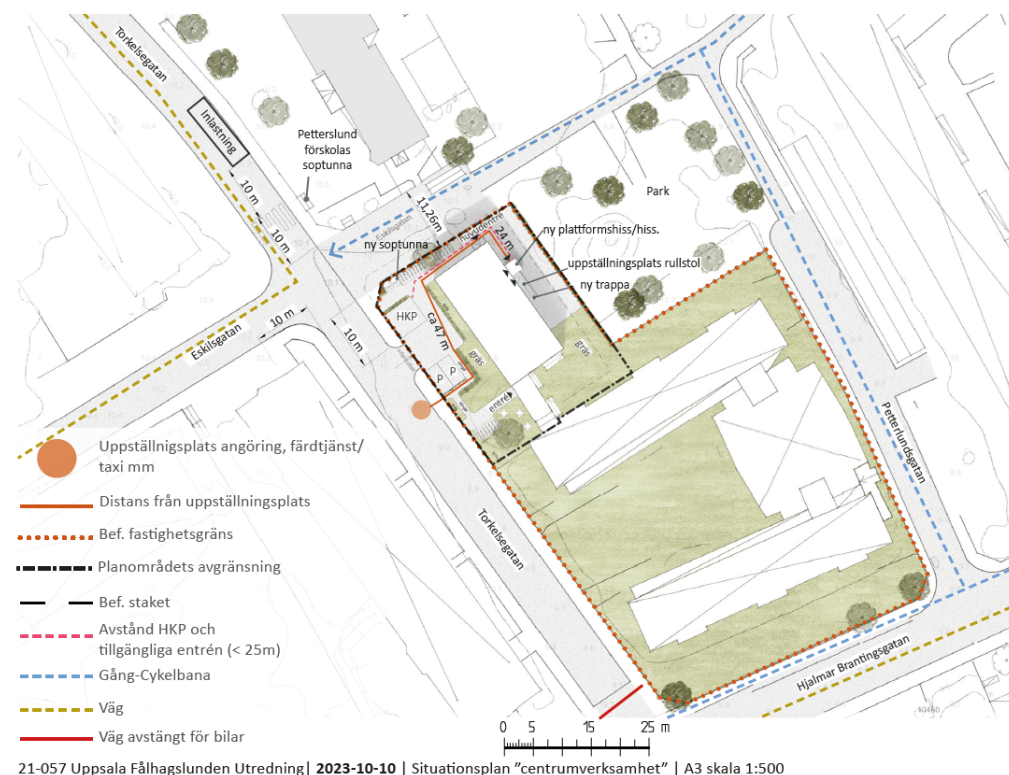 Torkelsegatan
Inlastning
Petterslund
förskolas
soptunna
10 m
10 m
11,26m
Park
Eskilsgatan
huvudentré
ny soptunna
24 m
ny plattformshiss/hiss.
uppställningsplats rullstol
ny trappa
HKP
ca 47 m
gräs
gräs
P
P
entré
Eskilsgatan
10 m
10 m
Petterlundsgatan
Torkelsegatan
Hjalmar Brantingsgatan
Uppställnigsplats angöring, färdtjänst/
taxi mm
Distans från uppställningsplats
Bef. fastighetsgräns
Planområdets avgränsning
Bef. staket
Avstånd HKP och
tillgängliga entrén (< 25m)
Gång-Cykelbana
Väg
Väg avstängt för bilar
0 5 15 25 m
21-057 Uppsala Fålhagslunden Utredning| 2023-10-10 | Situationsplan ”centrumverksamhet” | A3 skala 1:500